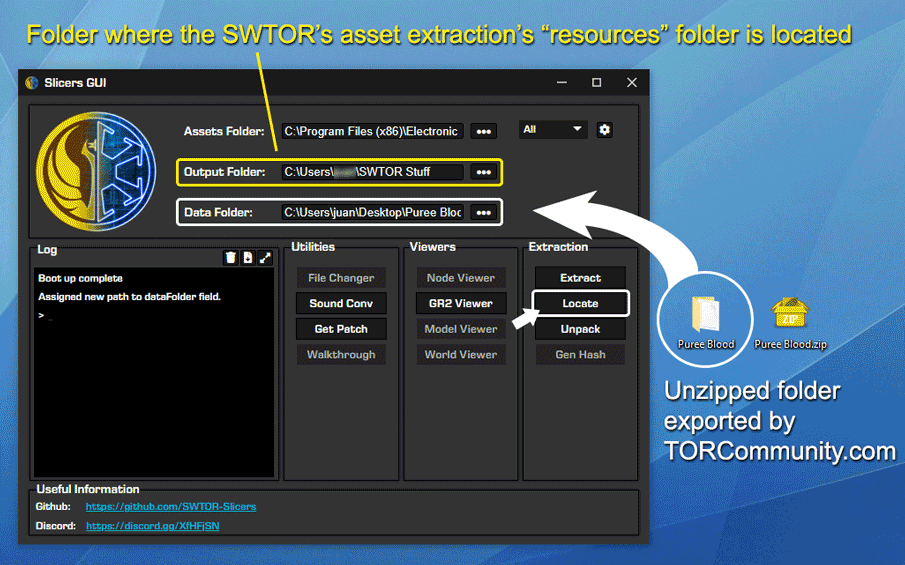 Folder where the SWTOR's asset extraction's “resources” folder is located
Slicers GUI
Assets Folder: C:\Program Files (x86)\Electronic ••• All
Output Folder: C:\Users\ \SWTOR Stuff •••
Data Folder: C:\Users\juan\Desktop\Puree Bloo •••
Log
Boot up complete
Assigned new path to dataFolder field.
> _
Utilities
File Changer
Sound Conv
Get Patch
Walkthrough
Viewers
Node Viewer
GR2 Viewer
Model Viewer
World Viewer
Extraction
Extract
Locate
Unpack
Gen Hash
Puree Blood
ZIP
Puree Blood.zip
Unzipped folder
exported by
TORCommunity.com
Useful Information
Github: https://github.com/SWTOR-Slicers
Discord: https://discord.gg/XfHFjSN